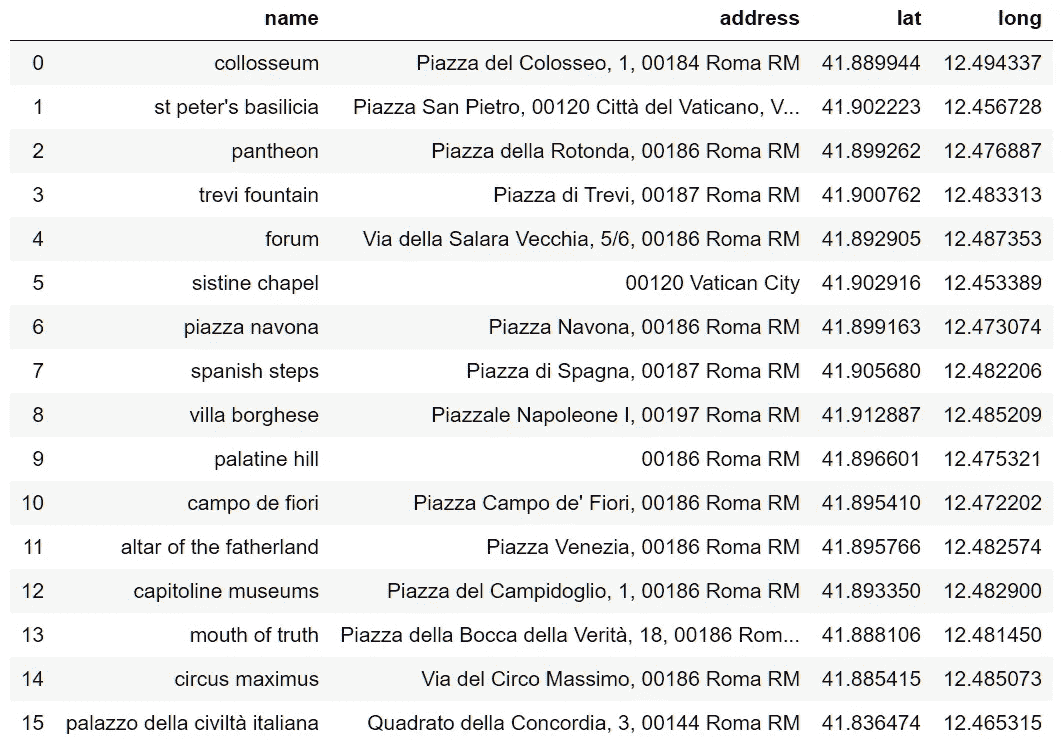 name address lat long
0 collosseum Piazza del Colosseo, 1, 00184 Roma RM 41.889944 12.494337
1 st peter's basilicia Piazza San Pietro, 00120 Città del Vaticano, V... 41.902223 12.456728
2 pantheon Piazza della Rotonda, 00186 Roma RM 41.899262 12.476887
3 trevi fountain Piazza di Trevi, 00187 Roma RM 41.900762 12.483313
4 forum Via della Salara Vecchia, 5/6, 00186 Roma RM 41.892905 12.487353
5 sistine chapel 00120 Vatican City 41.902916 12.453389
6 piazza navona Piazza Navona, 00186 Roma RM 41.899163 12.473074
7 spanish steps Piazza di Spagna, 00187 Roma RM 41.905680 12.482206
8 villa borghese Piazzale Napoleone I, 00197 Roma RM 41.912887 12.485209
9 palatine hill 00186 Roma RM 41.896601 12.475321
10 campo de fiori Piazza Campo de' Fiori, 00186 Roma RM 41.895410 12.472202
11 altar of the fatherland Piazza Venezia, 00186 Roma RM 41.895766 12.482574
12 capitoline museums Piazza del Campidoglio, 1, 00186 Roma RM 41.893350 12.482900
13 mouth of truth Piazza della Bocca della Verità, 18, 00186 Rom... 41.888106 12.481450
14 circus maximus Via del Circo Massimo, 00186 Roma RM 41.885415 12.485073
15 palazzo della civiltà italiana Quadrato della Concordia, 3, 00144 Roma RM 41.836474 12.465315